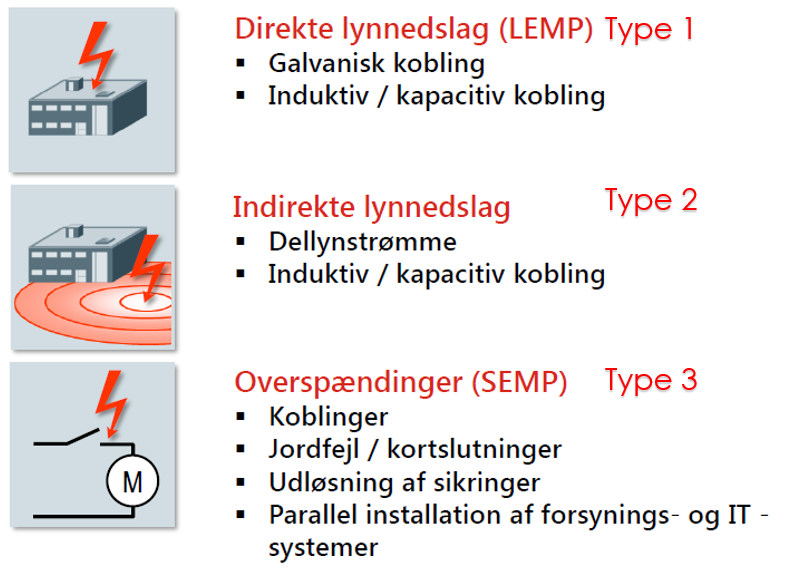 Direkte lynnedslag (LEMP) Type 1
▪ Galvanisk kobling
▪ Induktiv / kapacitiv kobling
Indirekte lynnedslag Type 2
▪ Dellynstrømme
▪ Induktiv / kapacitiv kobling
Overspændinger (SEMP) Type 3
▪ Koblinger
▪ Jordfejl / kortslutninger
▪ Udløsning af sikringer
▪ Parallel installation af forsynings- og IT -
systemer
M